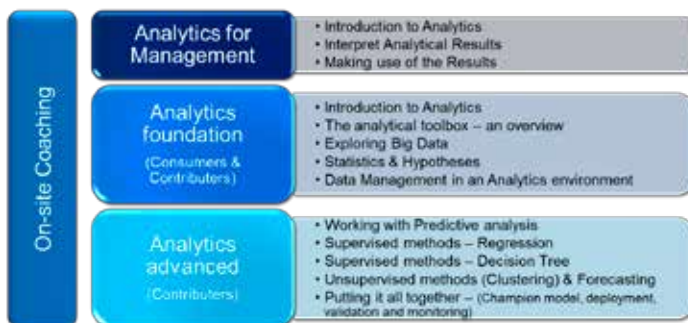 On-site Coaching
Analytics for
Management
• Introduction to Analytics
• Interpret Analytical Results
• Making use of the Results
Analytics
foundation
(Consumers &
Contributers)
• Introduction to Analytics
• The analytical toolbox – an overview
• Exploring Big Data
• Statistics & Hypotheses
• Data Management in an Analytics environment
Analytics
advanced
(Contributers)
• Working with Predictive analysis
• Supervised methods – Regression
• Supervised methods – Decision Tree
• Unsupervised methods (Clustering) & Forecasting
• Putting it all together – (Champion model, deployment,
validation and monitoring)